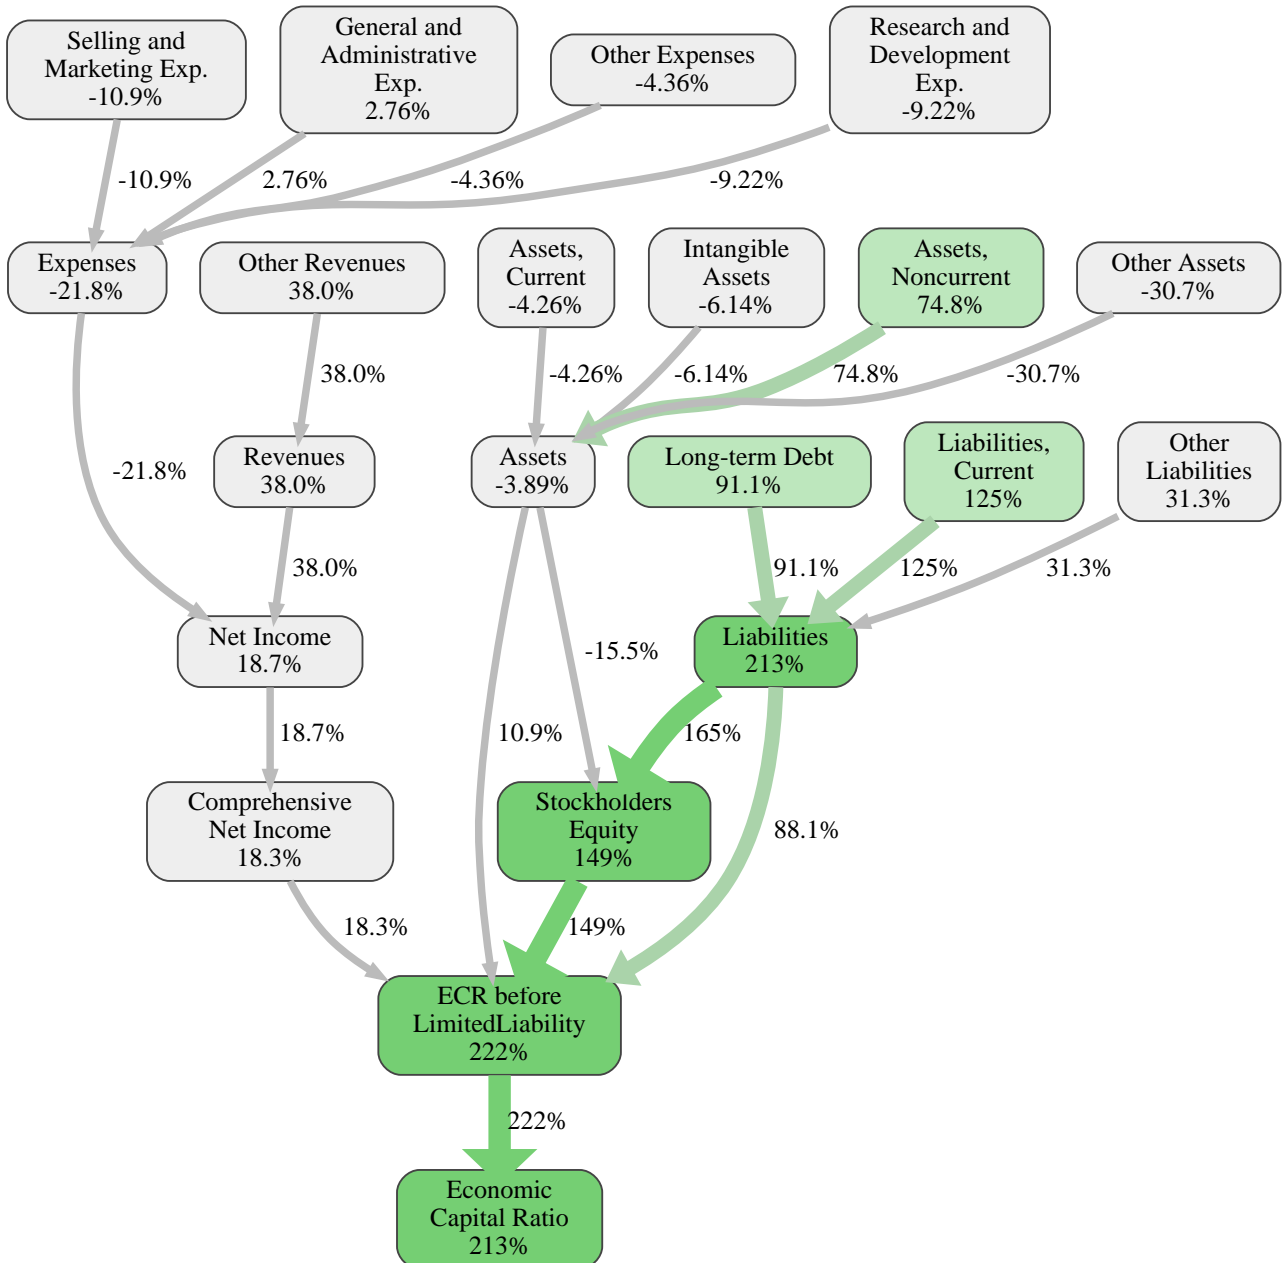 Selling and
Marketing Exp.
-10.9%
General and
Administrative
Exp.
2.76%
Other Expenses
-4.36%
Research and
Development
Exp.
-9.22%
-10.9%
2.76%
-4.36%
-9.22%
Expenses
-21.8%
Other Revenues
38.0%
Assets,
Current
-4.26%
Intangible
Assets
-6.14%
Assets,
Noncurrent
74.8%
Other Assets
-30.7%
38.0%
-4.26%
-6.14%
74.8%
-30.7%
Revenues
38.0%
Assets
-3.89%
Long-term Debt
91.1%
Liabilities,
Current
125%
Other
Liabilities
31.3%
-21.8%
38.0%
91.1%
125%
31.3%
Net Income
18.7%
-15.5%
Liabilities
213%
18.7%
10.9%
165%
Comprehensive
Net Income
18.3%
Stockholders
Equity
149%
88.1%
18.3%
149%
ECR before
LimitedLiability
222%
222%
Economic
Capital Ratio
213%